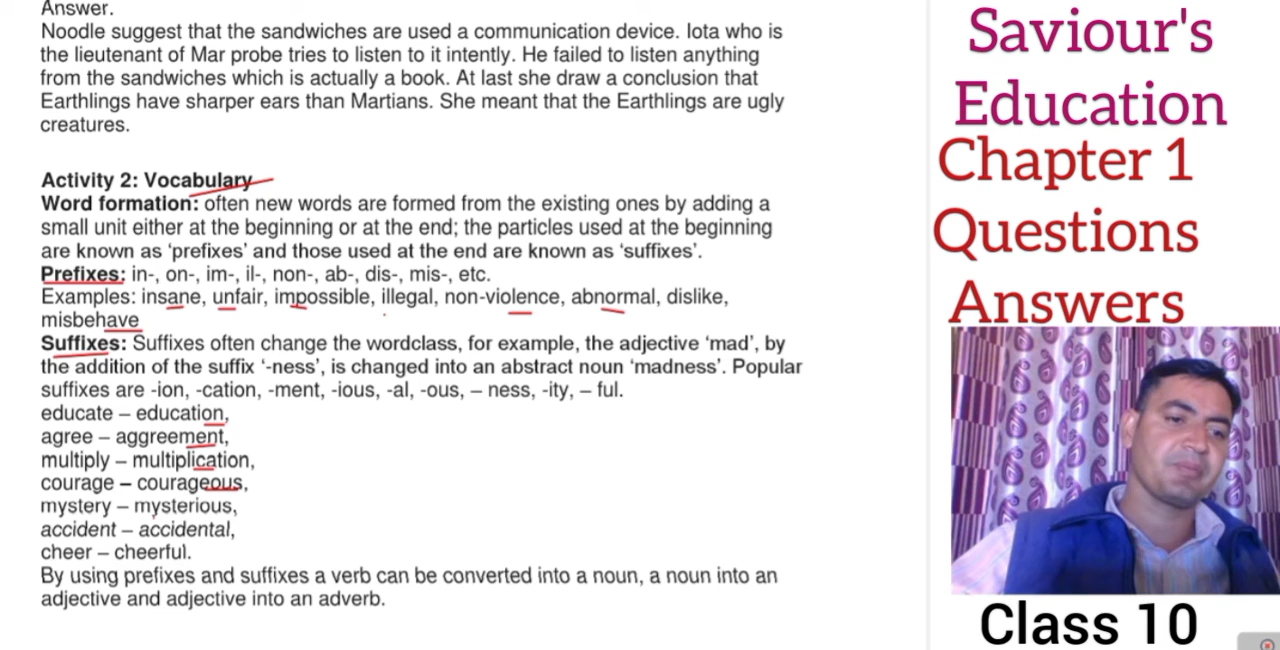 Answer.
Noodle suggest that the sandwiches are used a communication device. Iota who is
the lieutenant of Mar probe tries to listen to it intently. He failed to listen anything
from the sandwiches which is actually a book. At last she draw a conclusion that
Earthlings have sharper ears than Martians. She meant that the Earthlings are ugly
creatures.
Activity 2: Vocabulary
Word formation: often new words are formed from the existing ones by adding a
small unit either at the beginning or at the end; the particles used at the beginning
are known as ‘prefixes’ and those used at the end are known as ‘suffixes’.
Prefixes: in-, on-, im-, il-, non-, ab-, dis-, mis-, etc.
Examples: insane, unfair, impossible, illegal, non-violence, abnormal, dislike,
misbehave
Suffixes: Suffixes often change the wordclass, for example, the adjective ‘mad’, by
the addition of the suffix ‘-ness’, is changed into an abstract noun ‘madness’. Popular
suffixes are -ion, -cation, -ment, -ious, -al, -ous, – ness, -ity, – ful.
educate – education,
agree – aggreement,
multiply – multiplication,
courage – courageous,
mystery – mysterious,
accident – accidental,
cheer – cheerful.
By using prefixes and suffixes a verb can be converted into a noun, a noun into an
adjective and adjective into an adverb.
Saviour's
Education
Chapter 1
Questions
Answers
Class 10